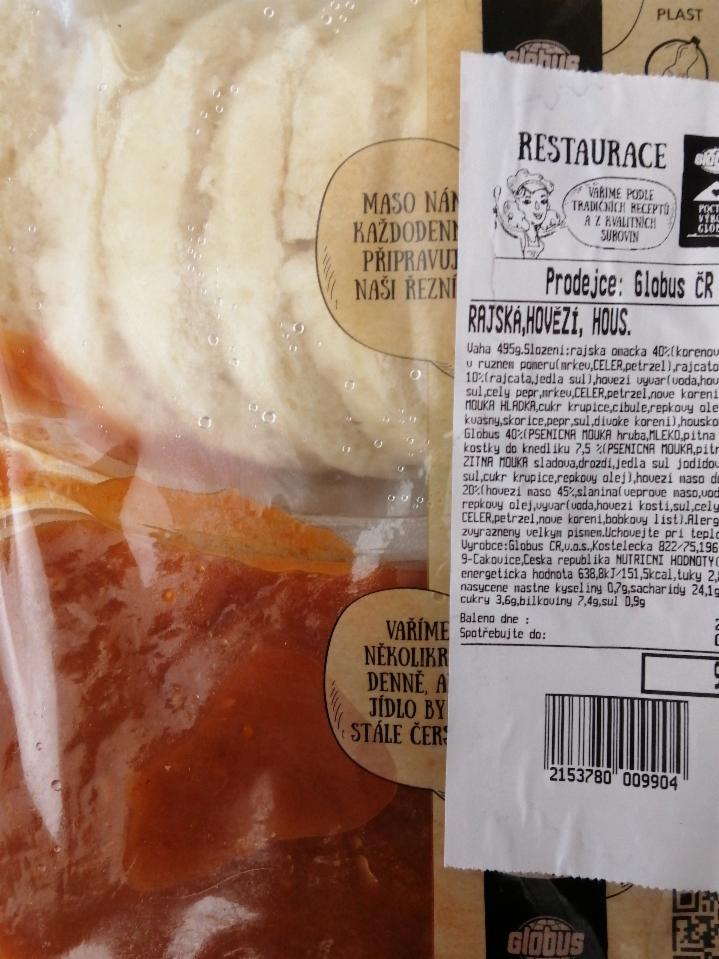 PLAST
globus
RESTAURACE
VAŘÍME PODLE
TRADIČNÍCH RECEPTŮ
A Z KVALITNÍCH
SUROVIN
MASO NÁM
KAŽDODENN
PŘIPRAVUJ
NAŠI ŘEZNÍ
Prodejce: Globus ČR
RAJSKÁ,HOVĚZÍ, HOUS.
Vaha 495g.Slozeni:rajska omacka 40%(korenov
v ruznem pomeru(mrkev,CELER,petrzel),rajcato
10%(rajcata,jedla sul),hovezi vyvar(voda,hov
sul,cely pepr,mrkev,CELER,petrzel,nove koreni
MOUKA HLADKA,cukr krupice,cibule,repkovy ole
kvasny,skorice,pepr,sul,divoke koreni),housko
Globus 40%(PSENICNA MOUKA hruba,MLEKO,pitna
kostky do knedliku 7,5 %(PSENICNA MOUKA,pitn
ZITNA MOUKA sladova,drozdi,jedla sul jodidov
sul,cukr krupice,repkovy olej),hovezi maso du
20%(hovezi maso 45%,slanina(veprove maso,vod
repkovy olej,vyvar(voda,hovezi kosti,sul,cely
CELER,petrzel,nove koreni,bobkovy list).Alerg
zvyrazneny velkym pismem.Uchovejte pri teplo
Vyrobce:Globus CR,v.o.s.,Kostelecka 822/75,196
9-Cakovice,Ceska republika NUTRICNI HODNOTY(
energeticka hodnota 638,8kJ/151,5kcal,tuky 2,
nasycene mastne kyseliny 0,7g,sacharidy 24,1g
cukry 3,6g,bilkoviny 7,4g,sul 0,9g
Baleno dne :
Spotřebujte do:
VAŘÍME
NĚKOLIKR
DENNĚ, A
JÍDLO BY
STÁLE ČERS
2153780 009904
globus